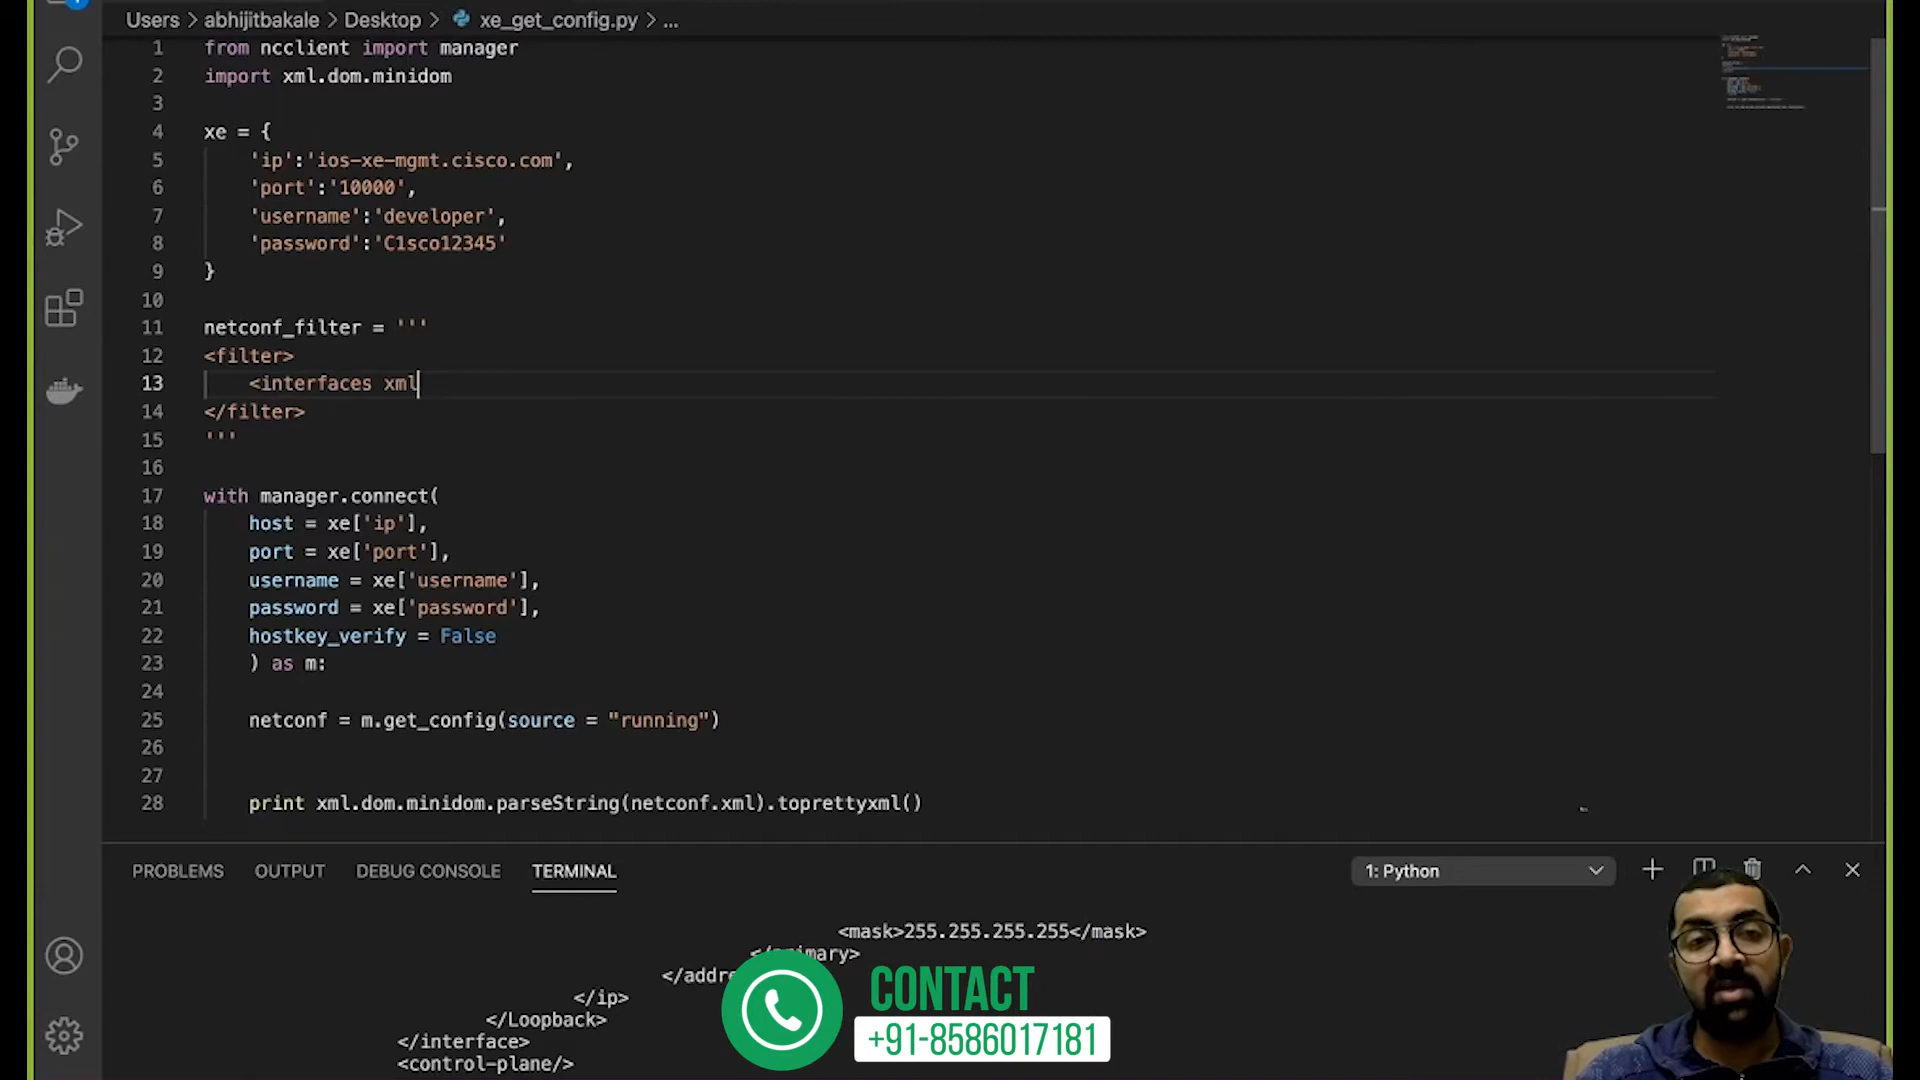 Users > abhijitbakale > Desktop > xe_get_config.py > ...
1 from ncclient import manager
2 import xml.dom.minidom
3
4 xe = {
5 'ip':'ios-xe-mgmt.cisco.com',
6 'port':'10000',
7 'username':'developer',
8 'password':'C1sco12345'
9 }
10
11 netconf_filter = '''
12 <filter>
13 <interfaces xml
14 </filter>
15 '''
16
17 with manager.connect(
18 host = xe['ip'],
19 port = xe['port'],
20 username = xe['username'],
21 password = xe['password'],
22 hostkey_verify = False
23 ) as m:
24
25 netconf = m.get_config(source = "running")
26
27
28 print xml.dom.minidom.parseString(netconf.xml).toprettyxml()
PROBLEMS OUTPUT DEBUG CONSOLE TERMINAL 1: Python
<mask>255.255.255.255</mask>
</primary>
</addre
</ip>
</Loopback>
</interface>
<control-plane/>
CONTACT
+91-8586017181